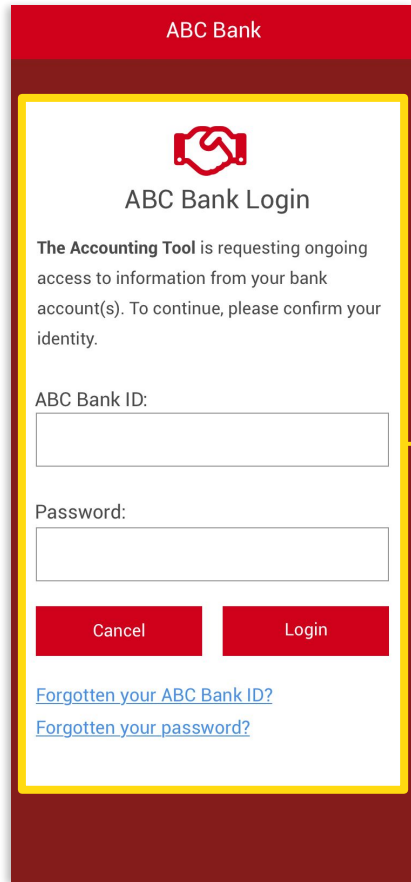 ABC Bank
ABC Bank Login
The Accounting Tool is requesting ongoing
access to information from your bank
account(s). To continue, please confirm your
identity.
ABC Bank ID:
Password:
Cancel Login
Forgotten your ABC Bank ID?
Forgotten your password?